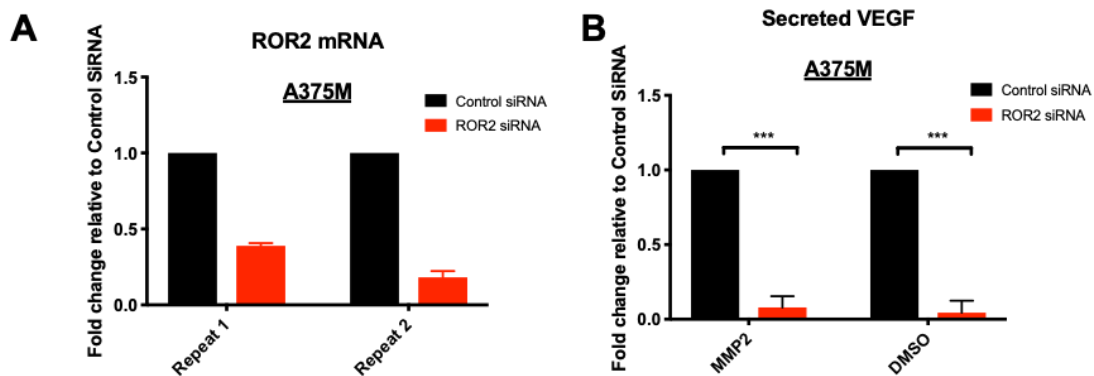 A
ROR2 mRNA
A375M
Control siRNA
ROR2 siRNA
Fold change relative to Control SiRNA
1.5
1.0
0.5
0.0
Repeat 1
Repeat 2
B
Secreted VEGF
A375M
Control siRNA
ROR2 siRNA
Fold change relative to Control SiRNA
1.5
1.0
0.5
0.0
***
***
MMP2
DMSO